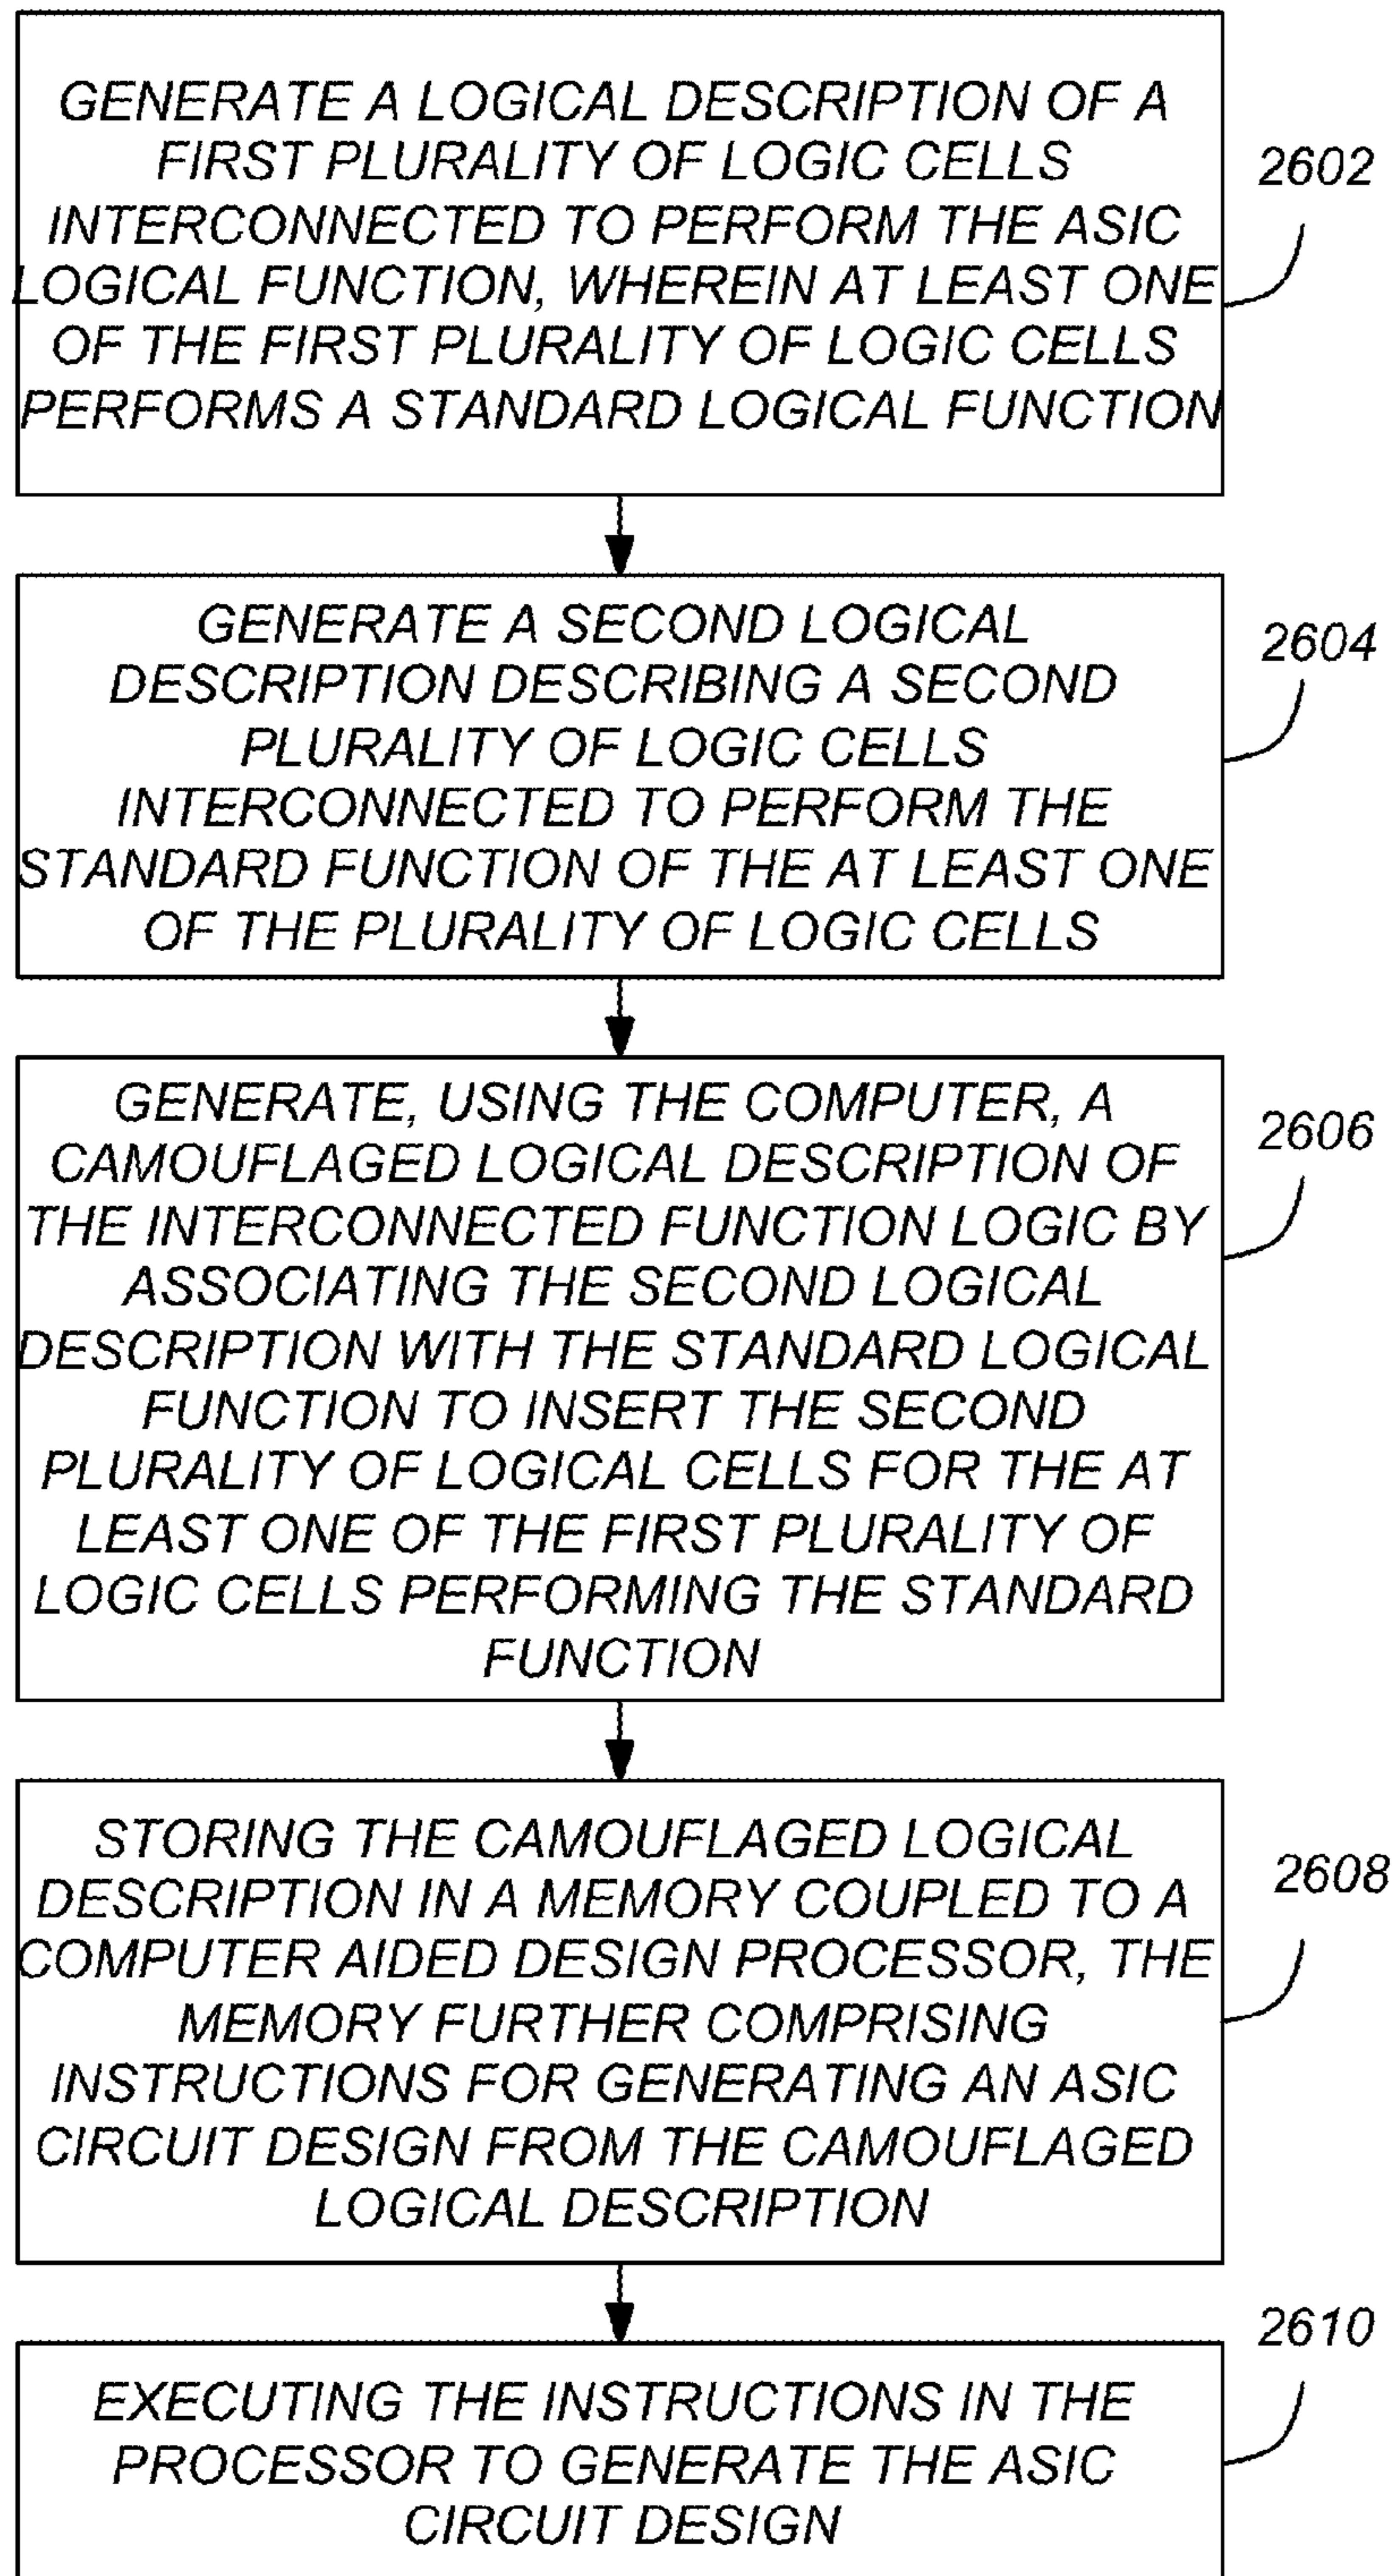 GENERATE A LOGICAL DESCRIPTION OF A
FIRST PLURALITY OF LOGIC CELLS
INTERCONNECTED TO PERFORM THE ASIC
LOGICAL FUNCTION, WHEREIN AT LEAST ONE
OF THE FIRST PLURALITY OF LOGIC CELLS
PERFORMS A STANDARD LOGICAL FUNCTION
2602
GENERATE A SECOND LOGICAL
DESCRIPTION DESCRIBING A SECOND
PLURALITY OF LOGIC CELLS
INTERCONNECTED TO PERFORM THE
STANDARD FUNCTION OF THE AT LEAST ONE
OF THE PLURALITY OF LOGIC CELLS
2604
GENERATE, USING THE COMPUTER, A
CAMOUFLAGED LOGICAL DESCRIPTION OF
THE INTERCONNECTED FUNCTION LOGIC BY
ASSOCIATING THE SECOND LOGICAL
DESCRIPTION WITH THE STANDARD LOGICAL
FUNCTION TO INSERT THE SECOND
PLURALITY OF LOGICAL CELLS FOR THE AT
LEAST ONE OF THE FIRST PLURALITY OF
LOGIC CELLS PERFORMING THE STANDARD
FUNCTION
2606
STORING THE CAMOUFLAGED LOGICAL
DESCRIPTION IN A MEMORY COUPLED TO A
COMPUTER AIDED DESIGN PROCESSOR, THE
MEMORY FURTHER COMPRISING
INSTRUCTIONS FOR GENERATING AN ASIC
CIRCUIT DESIGN FROM THE CAMOUFLAGED
LOGICAL DESCRIPTION
2608
EXECUTING THE INSTRUCTIONS IN THE
PROCESSOR TO GENERATE THE ASIC
CIRCUIT DESIGN
2610